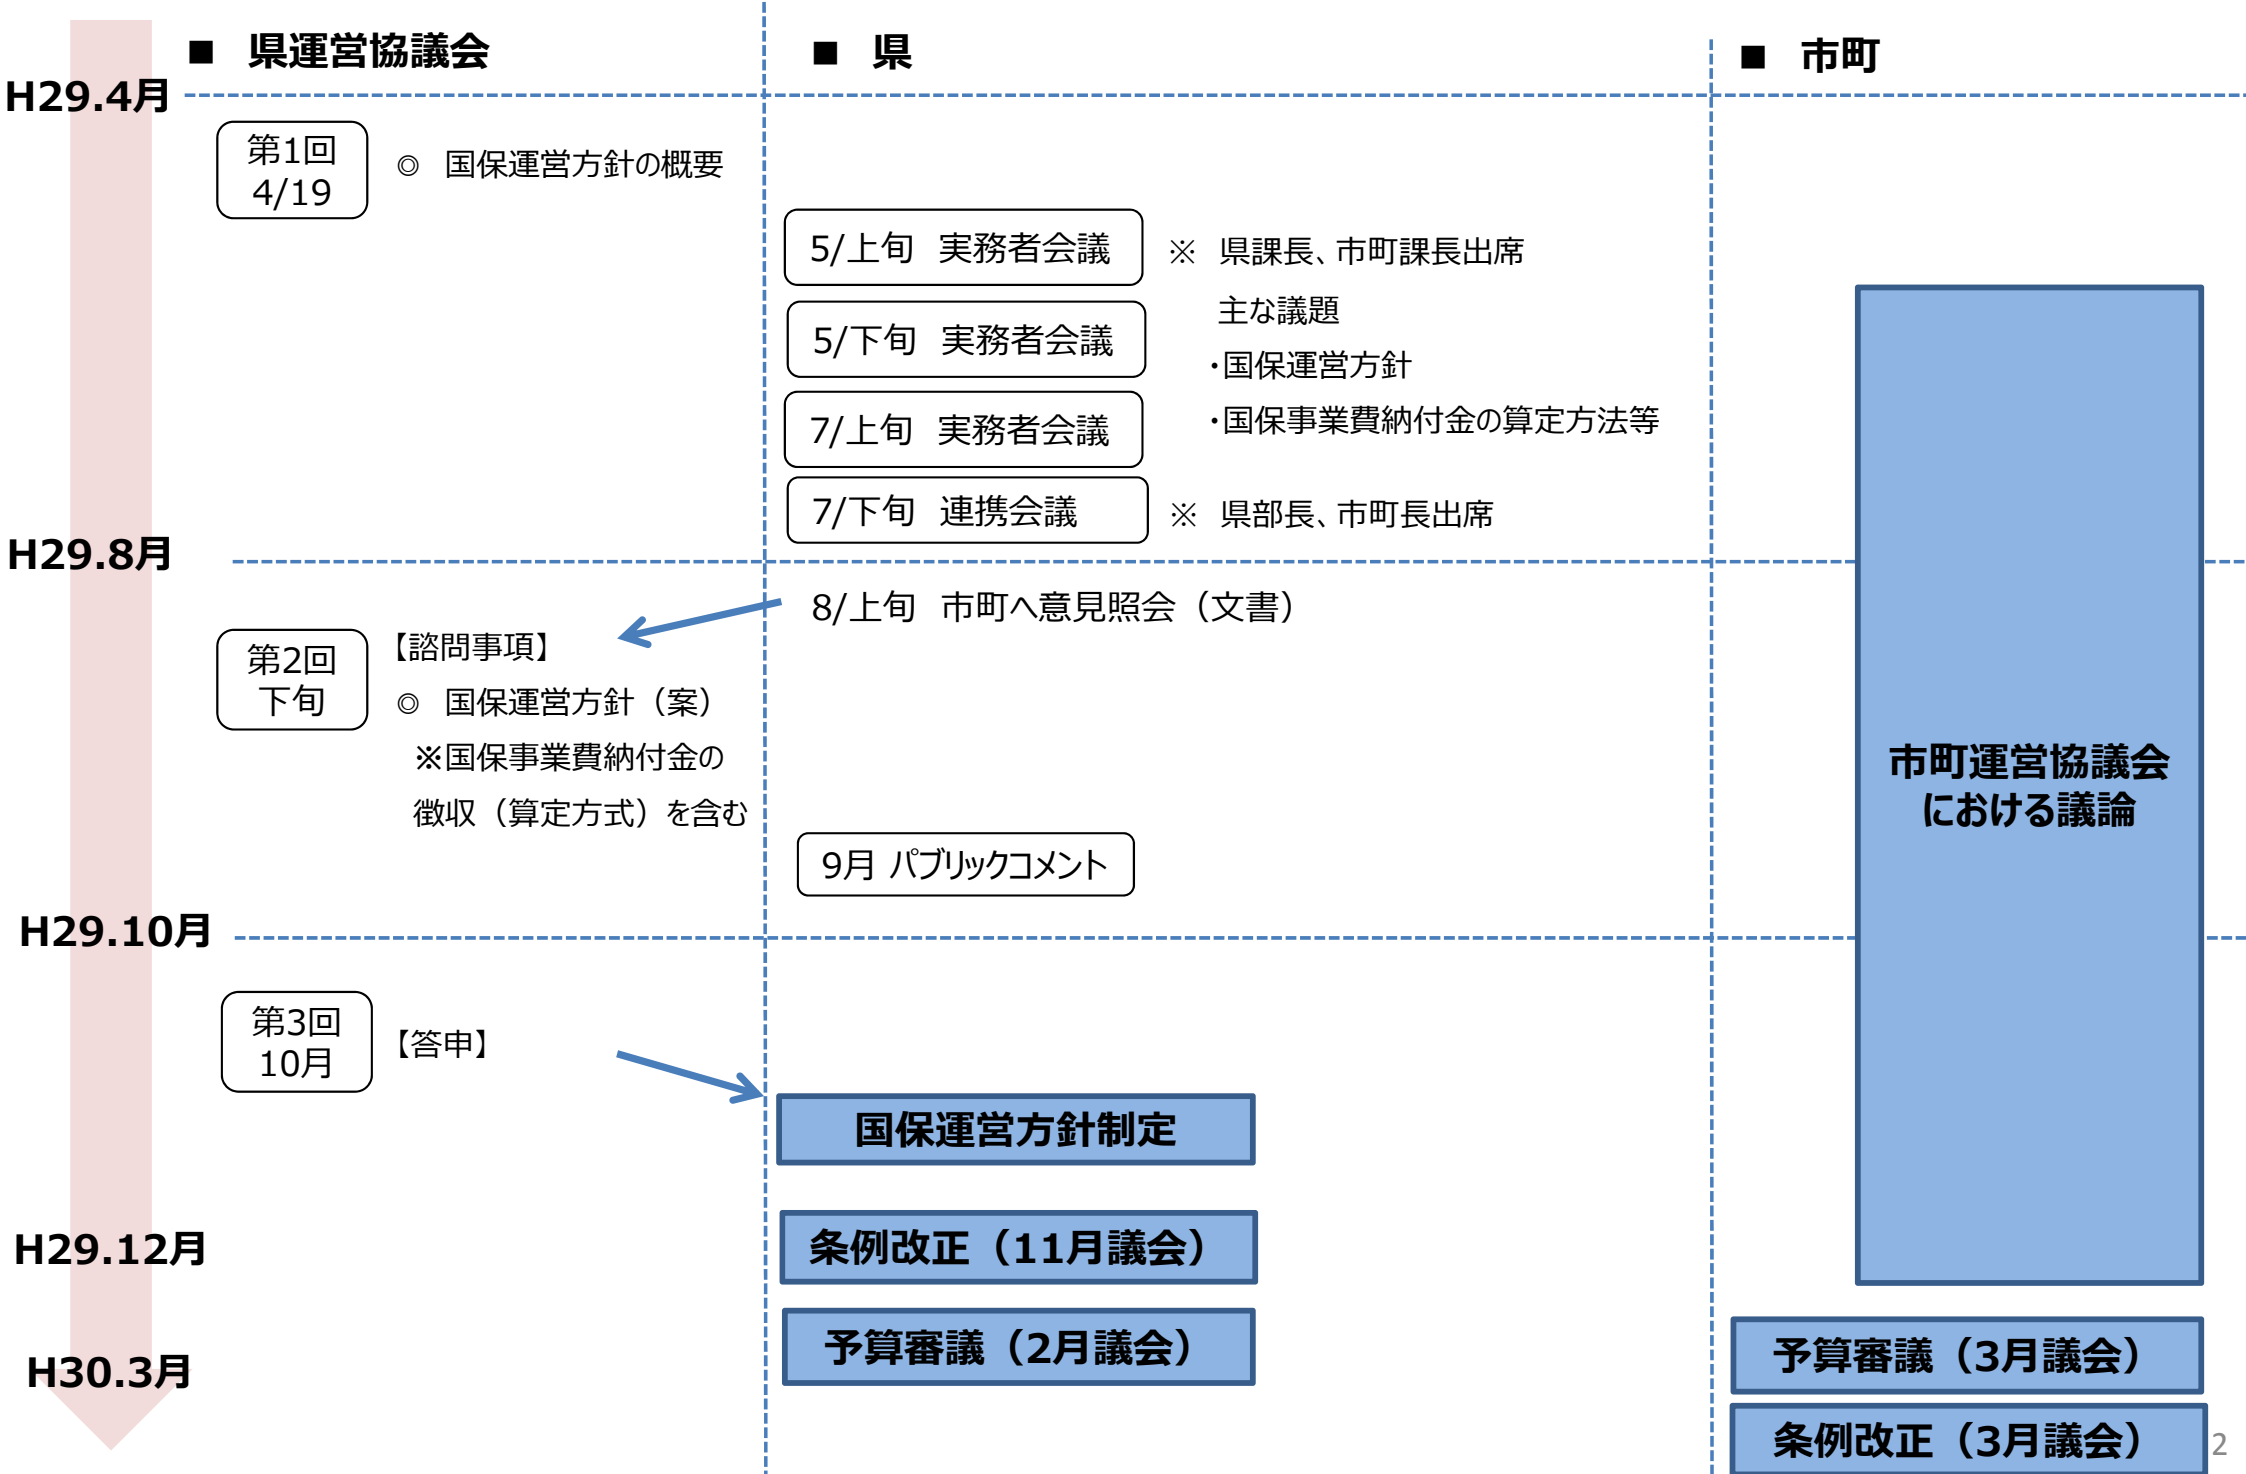 ■ 県運営協議会
■ 県
■ 市町
H29.4月
第1回
4/19
◎ 国保運営方針の概要
5/上旬 実務者会議
※ 県課長、市町課長出席
主な議題
5/下旬 実務者会議
・国保運営方針
7/上旬 実務者会議
・国保事業費納付金の算定方法等
7/下旬 連携会議
※ 県部長、市町長出席
H29.8月
8/上旬 市町へ意見照会（文書）
第2回
下旬
【諮問事項】
◎ 国保運営方針（案）
※国保事業費納付金の
徴収（算定方式）を含む
市町運営協議会
における議論
9月 パブリックコメント
H29.10月
第3回
10月
【答申】
国保運営方針制定
H29.12月
条例改正（11月議会）
予算審議（2月議会）
H30.3月
予算審議（3月議会）
条例改正（3月議会）
2